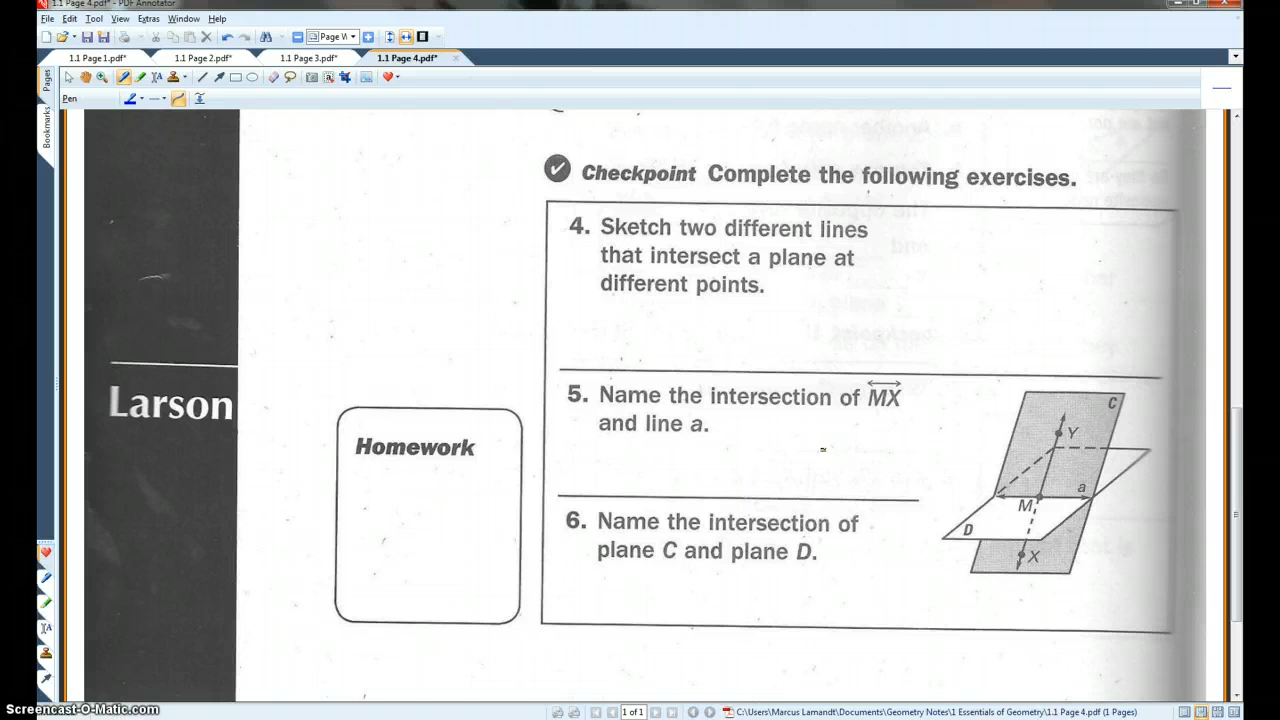 1.1 Page 4.pdf* - PDF Annotator
File Edit Tool View Extras Window Help
1.1 Page 1.pdf* 1.1 Page 2.pdf* 1.1 Page 3.pdf* 1.1 Page 4.pdf*
Pen
Pages
Bookmarks
Checkpoint Complete the following exercises.
4. Sketch two different lines
that intersect a plane at
different points.
5. Name the intersection of MX
and line a.
6. Name the intersection of
plane C and plane D.
C
Y
a
M
D
X
Larson
Homework
Screencast-O-Matic.com
1 of 1
C:\Users\Marcus Lamandt\Documents\Geometry Notes\1 Essentials of Geometry\1.1 Page 4.pdf (1 Pages)